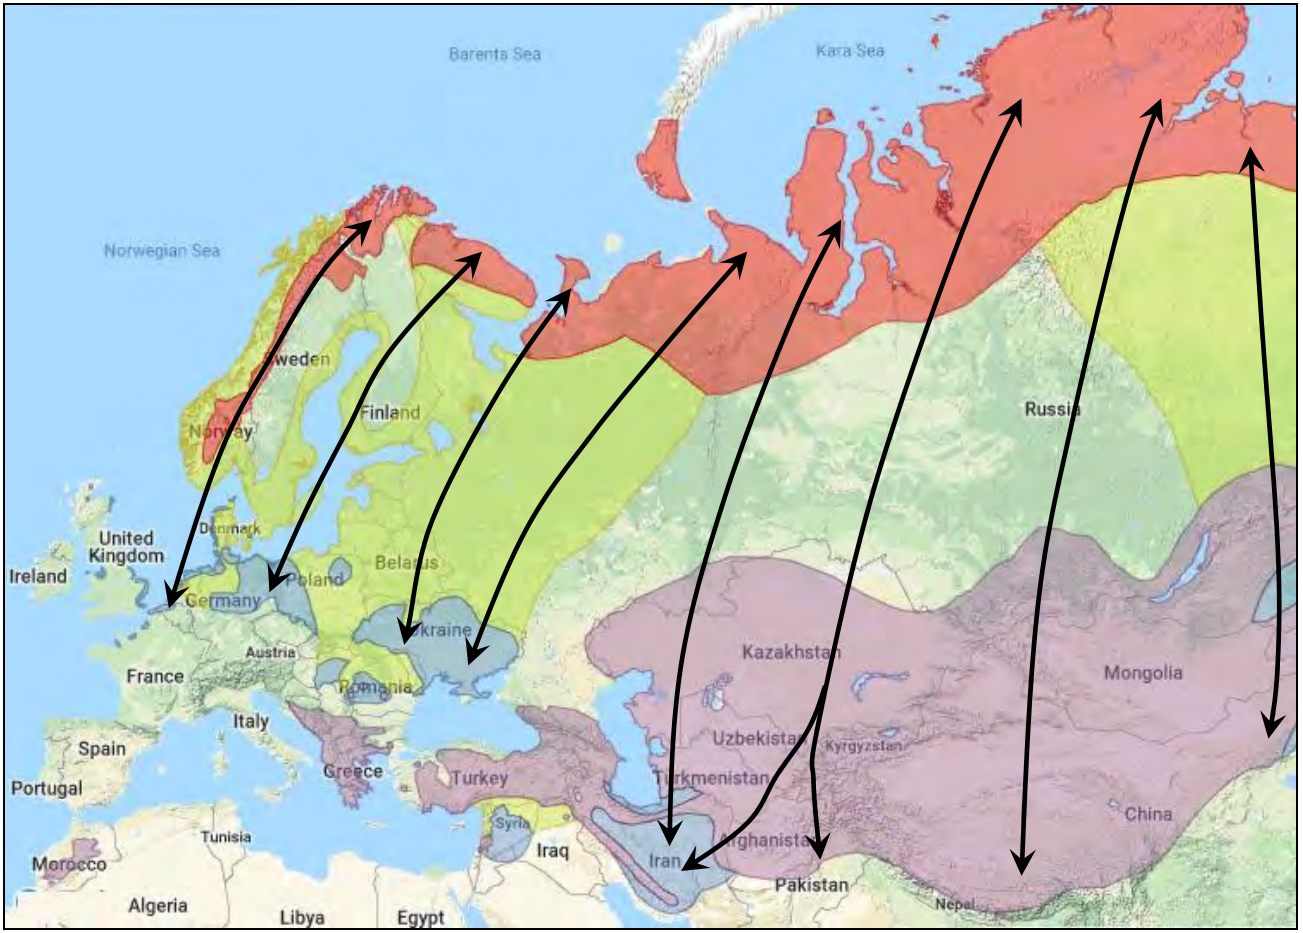 Barents Sea
Kara Sea
Norwegian Sea
Sweden
Finland
Norway
Russia
Denmark
United
Kingdom
Ireland
Belarus
Poland
Germany
Ukraine
Austria
Kazakhstan
Mongolia
France
Romania
Italy
Uzbekistan
Kyrgyzstan
Spain
Greece
Turkey
Turkmenistan
Portugal
China
Syria
Tunisia
Afghanistan
Iraq
Iran
Morocco
Pakistan
Algeria
Nepal
Libya
Egypt